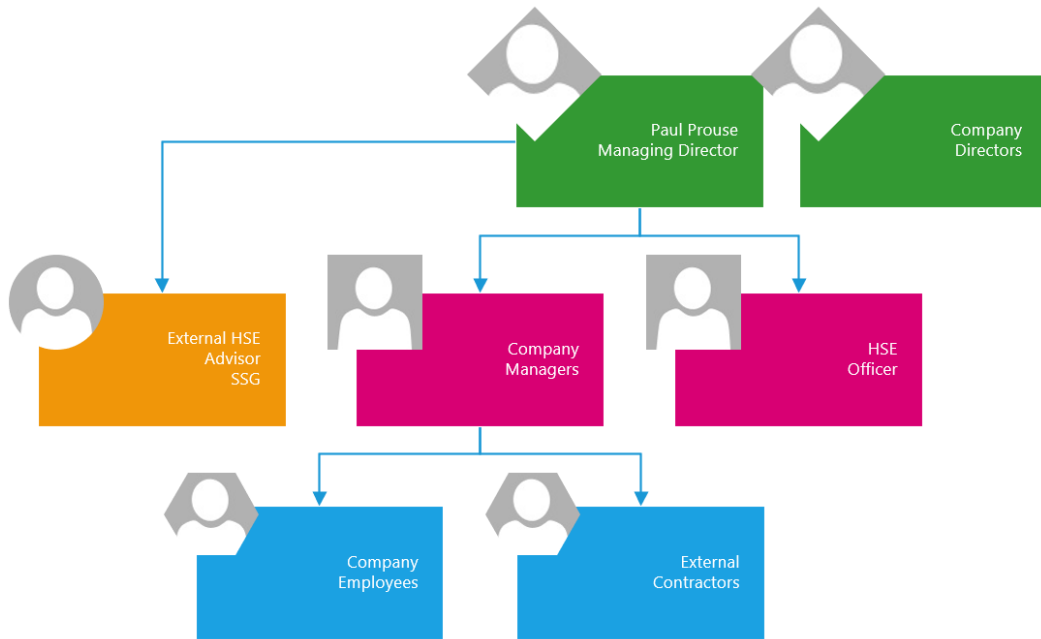 Paul Prouse
Managing Director
Company
Directors
External HSE
Advisor
SSG
Company
Managers
HSE
Officer
Company
Employees
External
Contractors